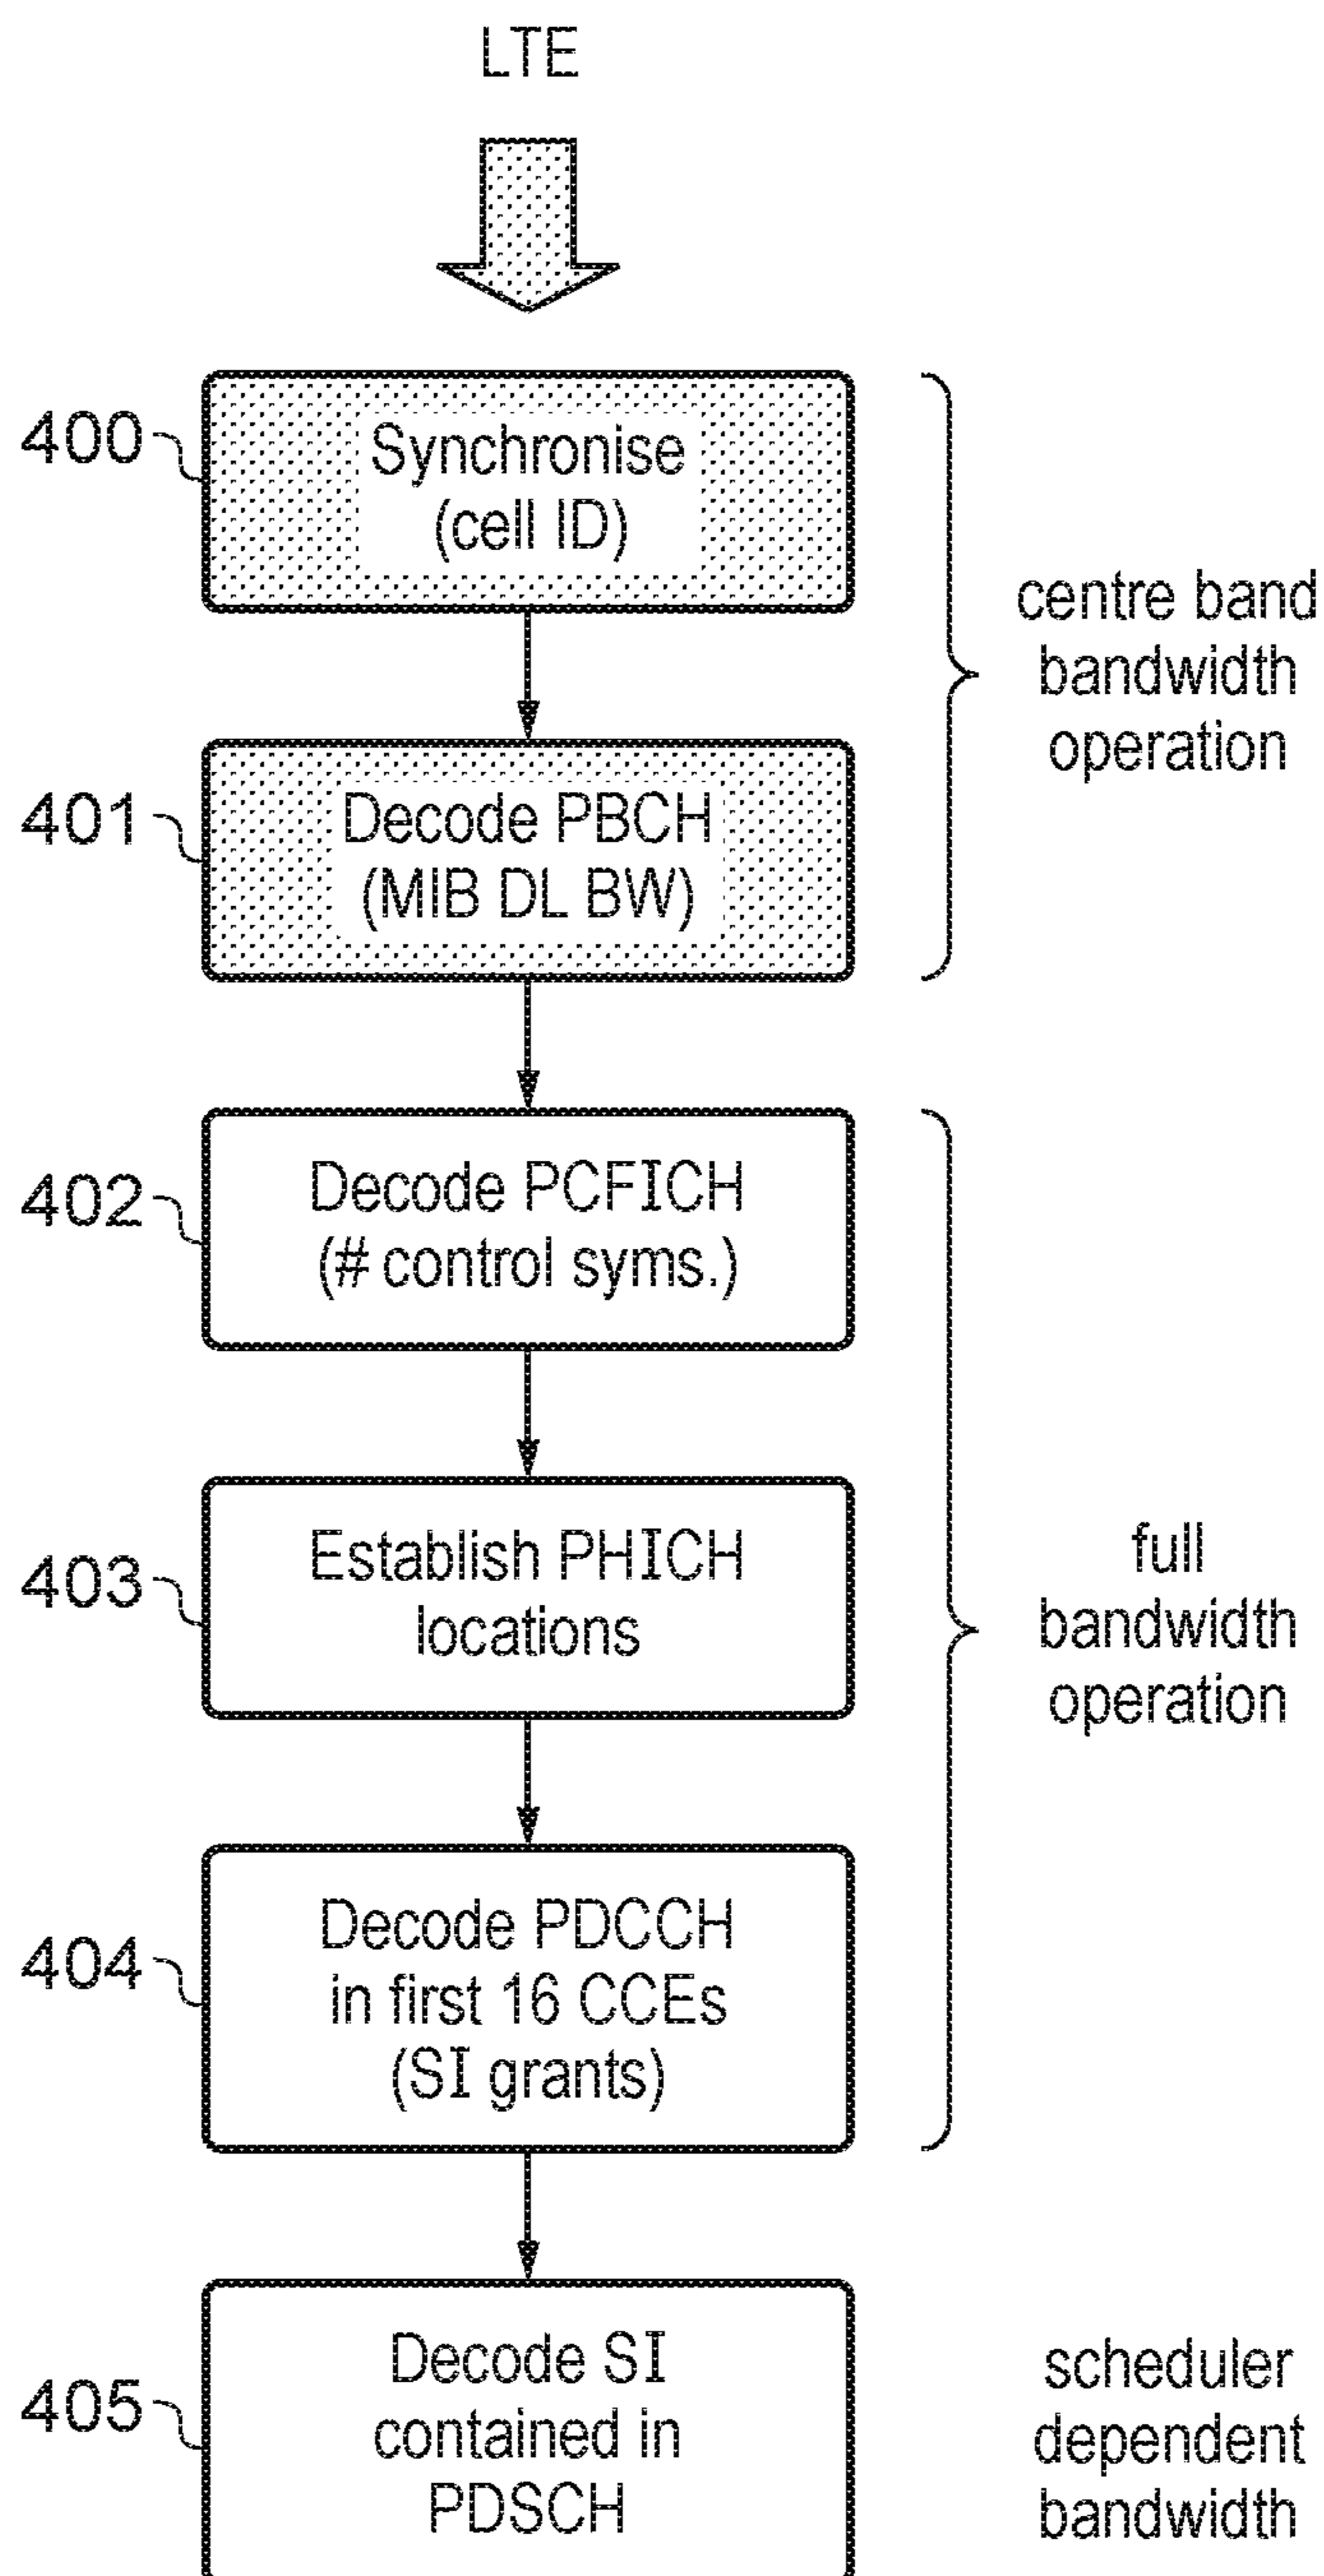 LTE
400
Synchronise
(cell ID)
centre band
bandwidth
operation
401
Decode PBCH
(MIB DL BW)
402
Decode PCFICH
(# control syms.)
403
Establish PHICH
locations
full
bandwidth
operation
404
Decode PDCCH
in first 16 CCEs
(SI grants)
405
Decode SI
contained in
PDSCH
scheduler
dependent
bandwidth